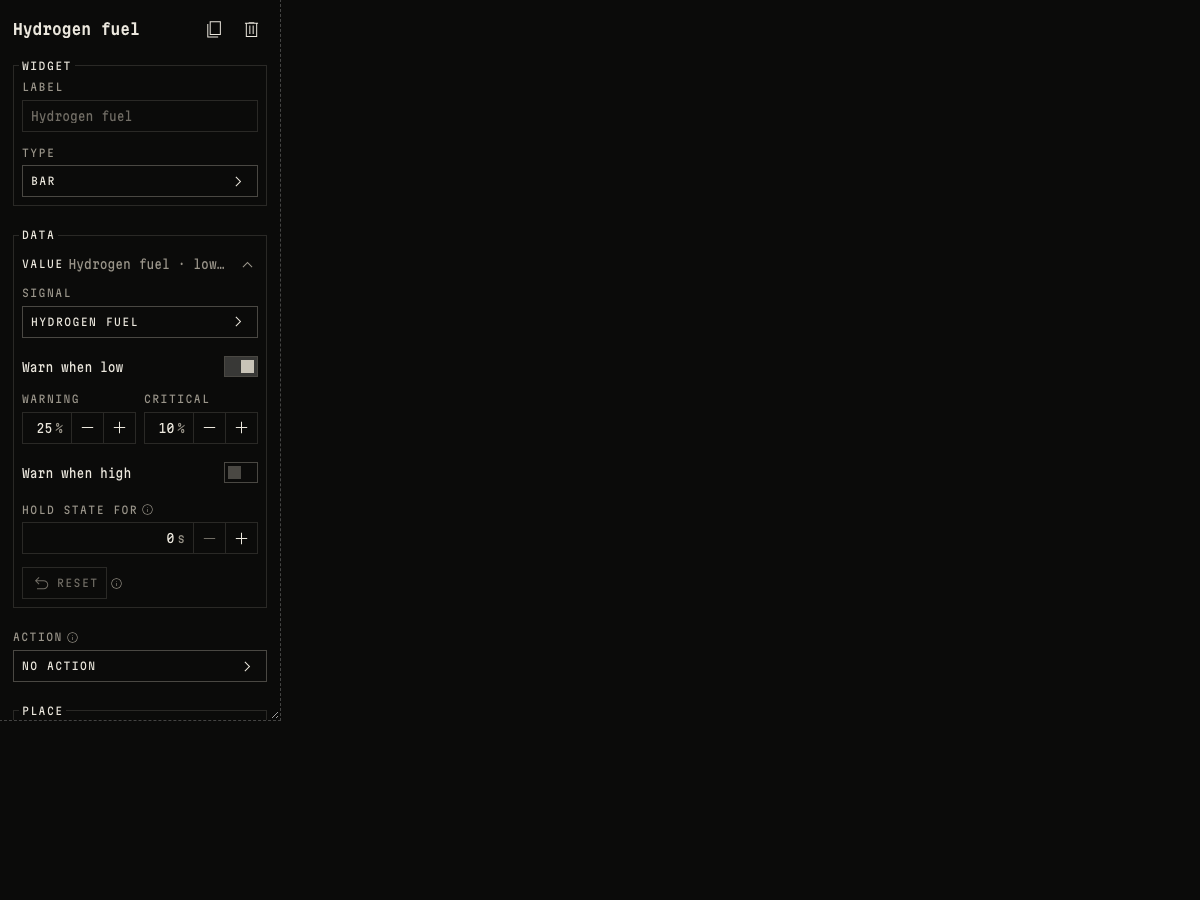 Hydrogen fuel
WIDGET
LABEL
Hydrogen fuel
TYPE
BAR
DATA
VALUE Hydrogen fuel · low…
SIGNAL
HYDROGEN FUEL
Warn when low
WARNING CRITICAL
25 % 10 %
Warn when high
HOLD STATE FOR
0 s
RESET
ACTION
NO ACTION
PLACE